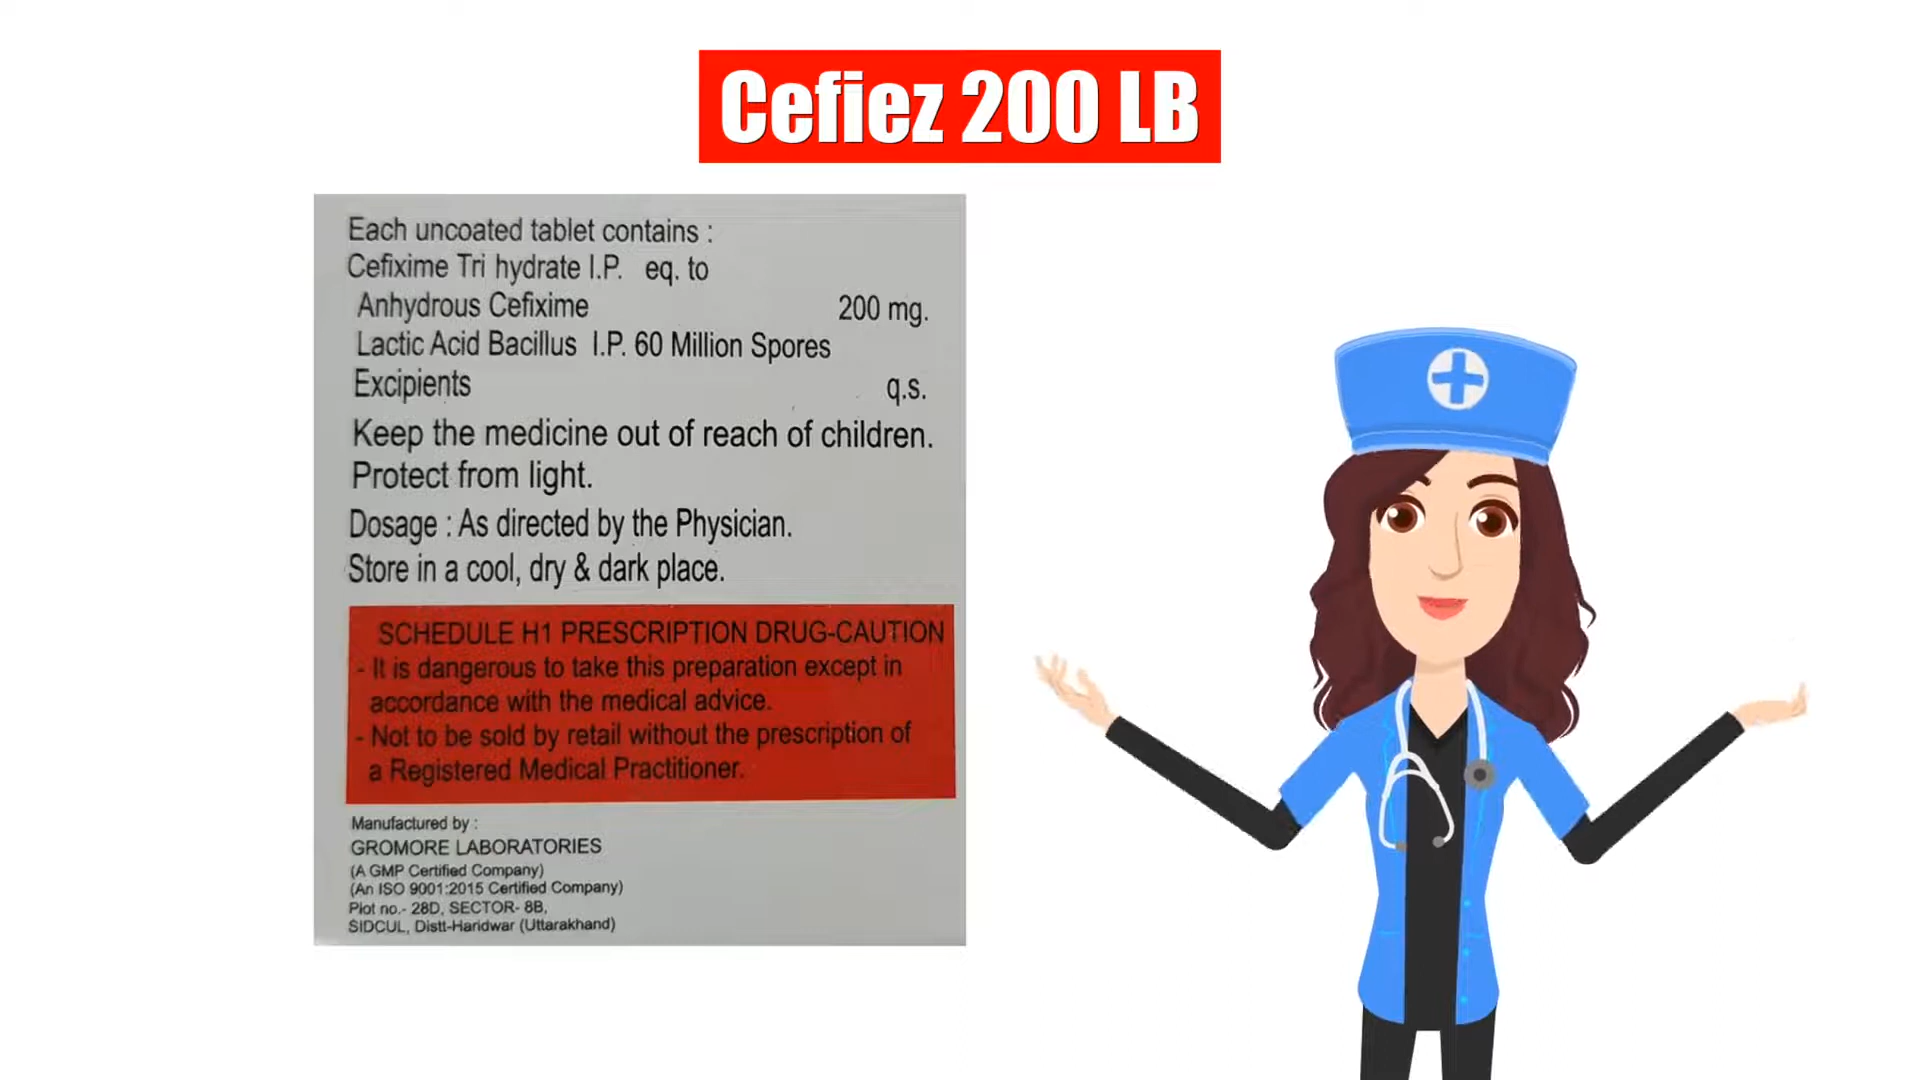 Cefiez 200 LB
Each uncoated tablet contains :
Cefixime Tri hydrate I.P. eq. to
Anhydrous Cefixime 200 mg.
Lactic Acid Bacillus I.P. 60 Million Spores
Excipients q.s.
Keep the medicine out of reach of children.
Protect from light.
Dosage : As directed by the Physician.
Store in a cool, dry & dark place.
SCHEDULE H1 PRESCRIPTION DRUG-CAUTION
- It is dangerous to take this preparation except in
accordance with the medical advice.
- Not to be sold by retail without the prescription of
a Registered Medical Practitioner.
Manufactured by :
GROMORE LABORATORIES
(A GMP Certified Company)
(An ISO 9001:2015 Certified Company)
Plot no.- 28D, SECTOR- 8B,
SIDCUL, Distt-Haridwar (Uttarakhand)